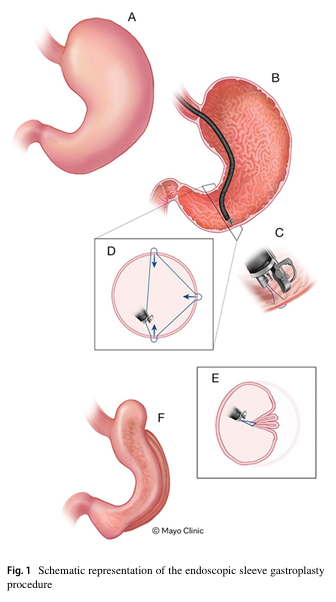 A
B
C
D
E
F
© Mayo Clinic
Fig. 1 Schematic representation of the endoscopic sleeve gastroplasty
procedure